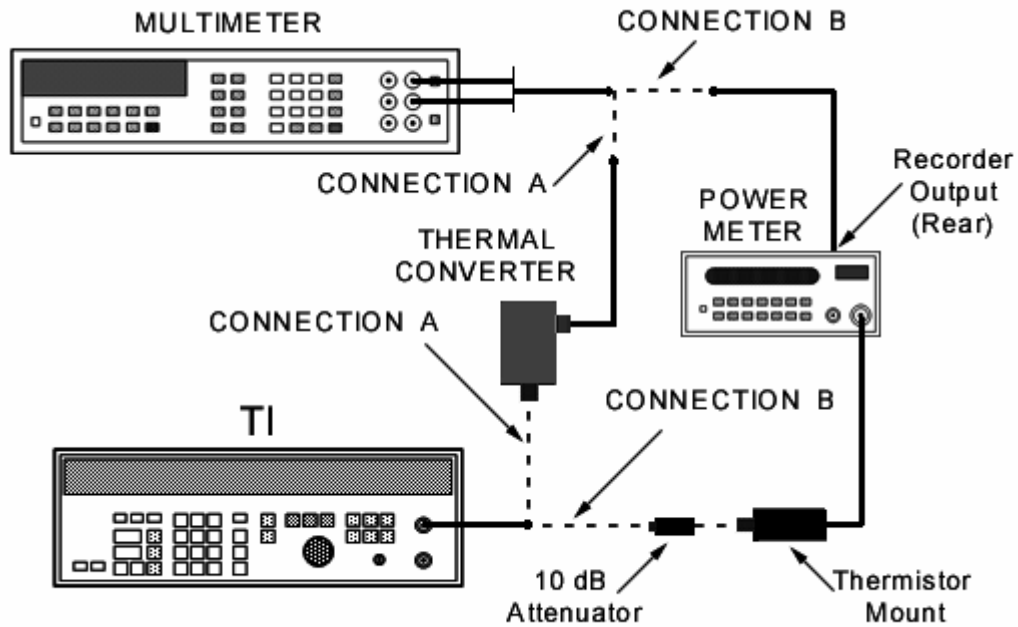 MULTIMETER
CONNECTION B
CONNECTION A
Recorder
Output
(Rear)
POWER
METER
THERMAL
CONVERTER
CONNECTION A
CONNECTION B
TI
10 dB
Attenuator
Thermistor
Mount